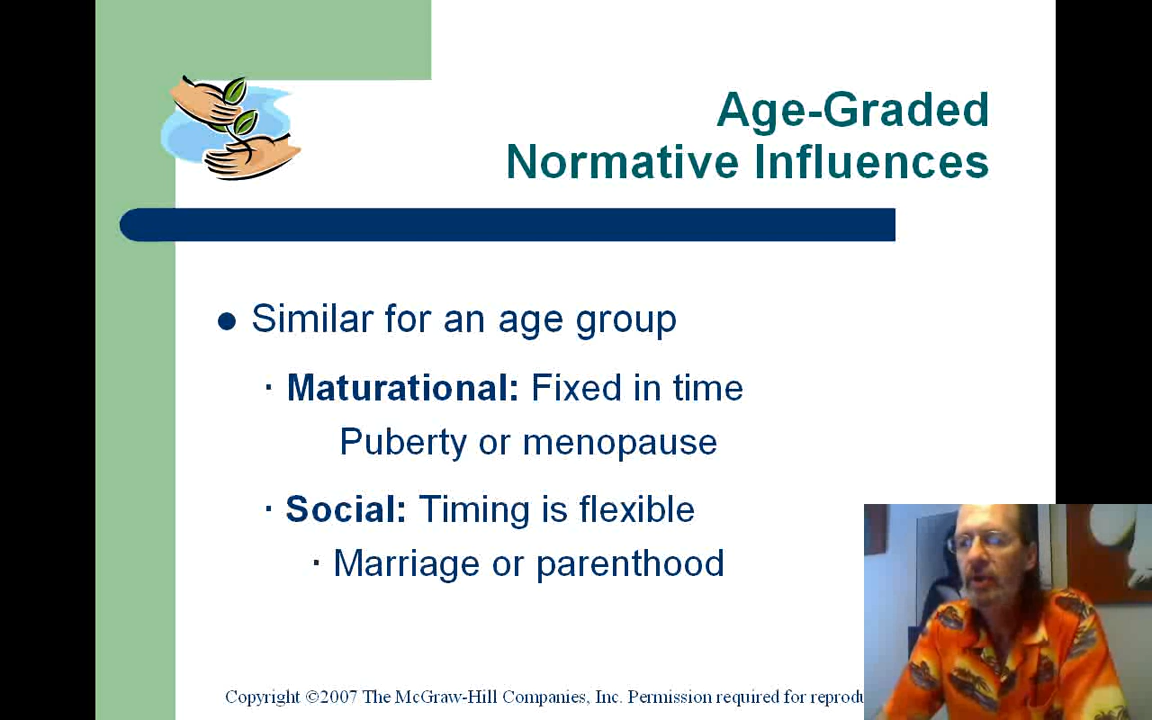 Age-Graded
Normative Influences
● Similar for an age group
· Maturational: Fixed in time
Puberty or menopause
· Social: Timing is flexible
· Marriage or parenthood
Copyright ©2007 The McGraw-Hill Companies, Inc. Permission required for